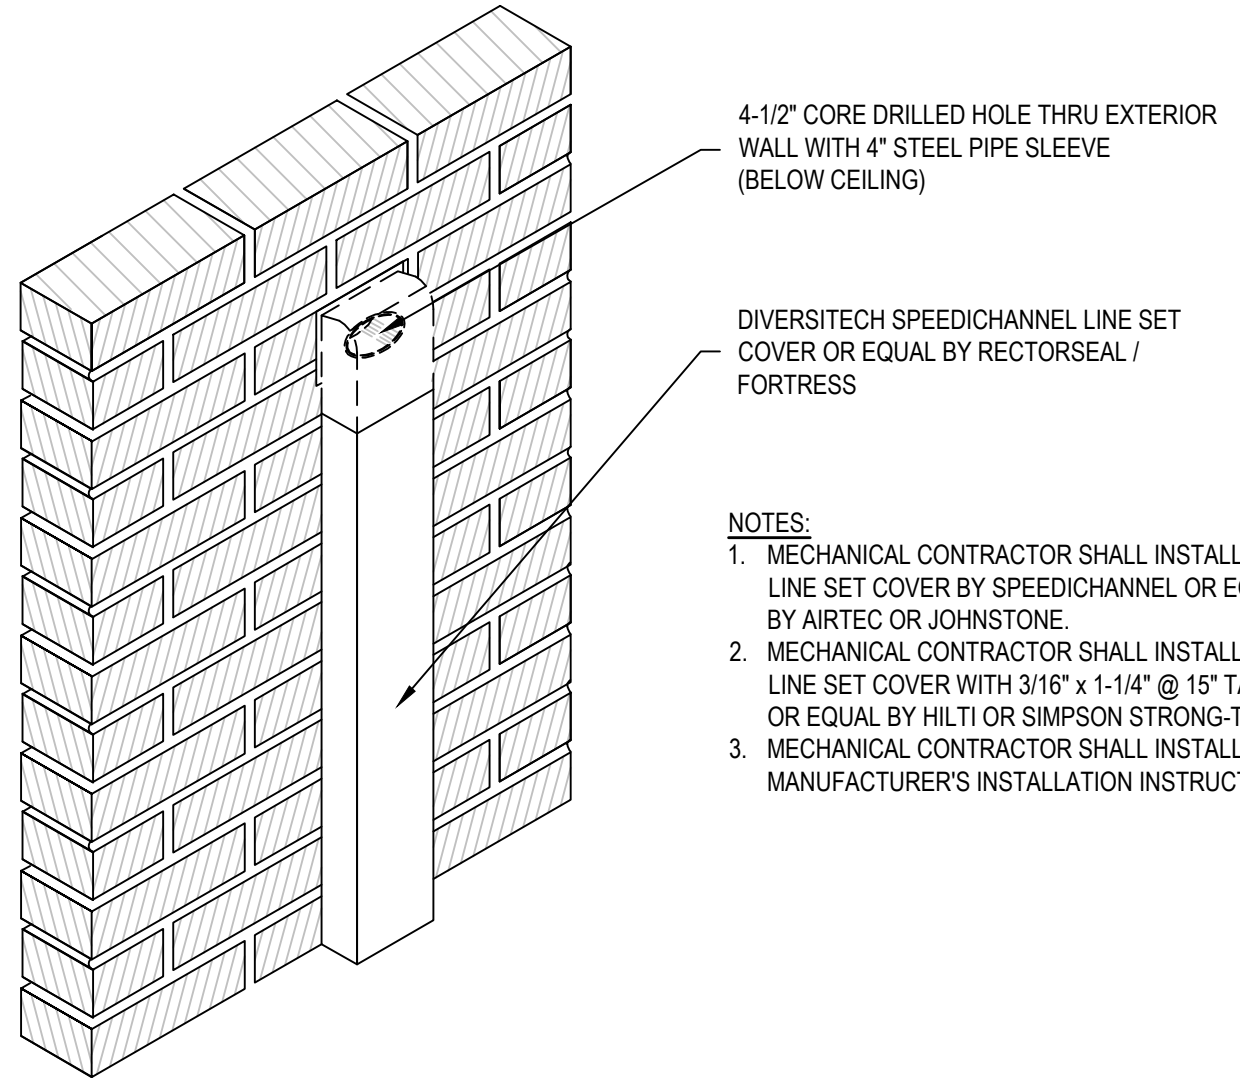 4-1/2" CORE DRILLED HOLE THRU EXTERIOR
WALL WITH 4" STEEL PIPE SLEEVE
(BELOW CEILING)
DIVERSITECH SPEEDICHANNEL LINE SET
COVER OR EQUAL BY RECTORSEAL /
FORTRESS
NOTES:
1. MECHANICAL CONTRACTOR SHALL INSTALL
LINE SET COVER BY SPEEDICHANNEL OR
BY AIRTEC OR JOHNSTONE.
2. MECHANICAL CONTRACTOR SHALL INSTALL
LINE SET COVER WITH 3/16" x 1-1/4" @ 15"
OR EQUAL BY HILTI OR SIMPSON
3. MECHANICAL CONTRACTOR SHALL INSTALL
MANUFACTURER'S INSTALLATION